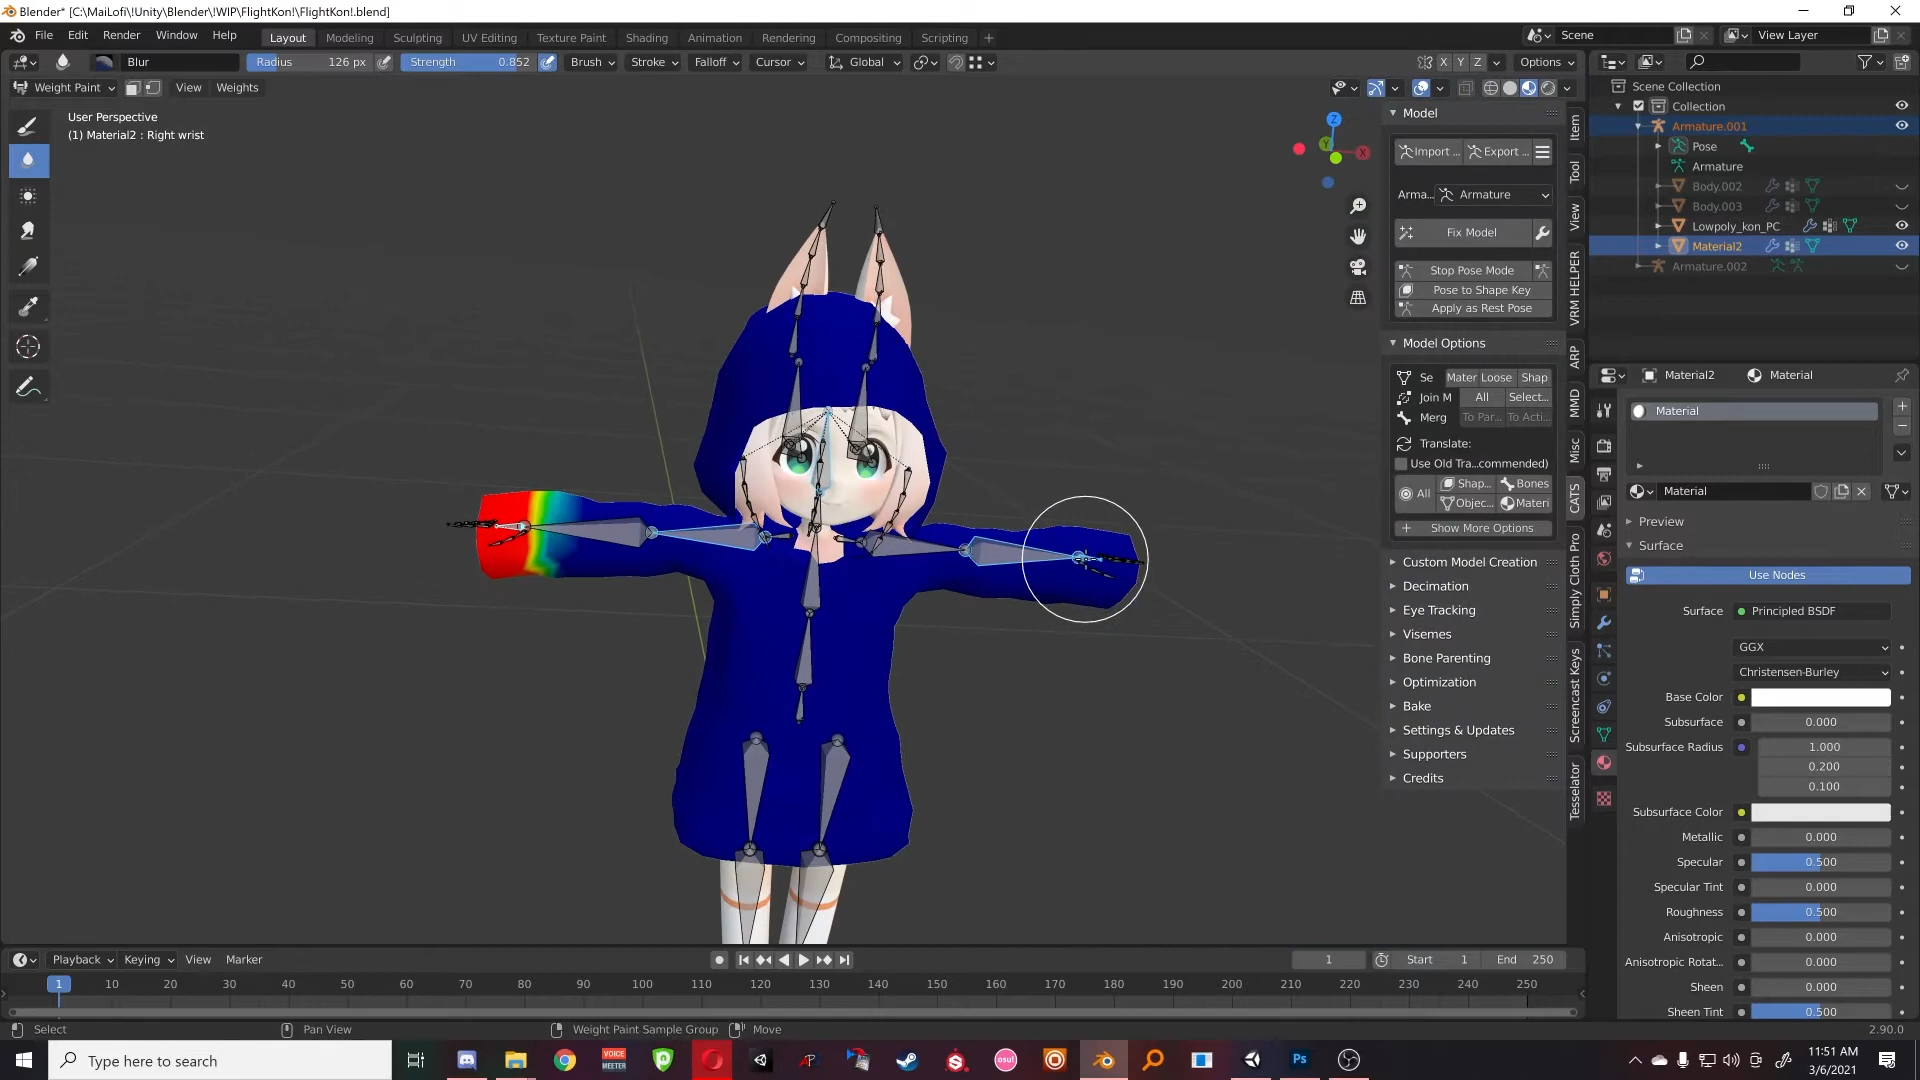 Blender* [C:\MaiLofi\!Unity\Blender\!WIP\FlightKon!\FlightKon!.blend]
File Edit Render Window Help Layout Modeling Sculpting UV Editing Texture Paint Shading Animation Rendering Compositing Scripting + Scene View Layer
Blur Radius 126 px Strength 0.852 Brush Stroke Falloff Cursor Global X Y Z Options
Weight Paint View Weights
User Perspective
(1) Material2 : Right wrist
Z
Y
X
Model
Import ... Export ...
Arma... Armature
Fix Model
Stop Pose Mode
Pose to Shape Key
Apply as Rest Pose
Model Options
Se Mater Loose Shap
Join M All Select...
Merg To Par... To Acti...
Translate:
Use Old Tra...commended)
All Shap... Bones
Objec... Materi
Show More Options
Custom Model Creation
Decimation
Eye Tracking
Visemes
Bone Parenting
Optimization
Bake
Settings & Updates
Supporters
Credits
Item
Tool
View
VRM HELPER
ARP
MMD
Misc
CATS
Simply Cloth Pro
Screencast Keys
Tesselator
Scene Collection
Collection
Armature.001
Pose
Armature
Body.002
Body.003
Lowpoly_kon_PC
Material2
Armature.002
Material2 Material
Material
Material
Preview
Surface
Use Nodes
Surface Principled BSDF
GGX
Christensen-Burley
Base Color
Subsurface 0.000
Subsurface Radius 1.000
0.200
0.100
Subsurface Color
Metallic 0.000
Specular 0.500
Specular Tint 0.000
Roughness 0.500
Anisotropic 0.000
Anisotropic Rotat... 0.000
Sheen 0.000
Sheen Tint 0.500
Playback Keying View Marker 1 Start 1 End 250
1 10 20 30 40 50 60 70 80 90 100 110 120 130 140 150 160 170 180 190 200 210 220 230 240 250
Select Pan View Weight Paint Sample Group Move 2.90.0
Type here to search
VOICE MEETER
AP
osu!
Ps
11:51 AM
3/6/2021